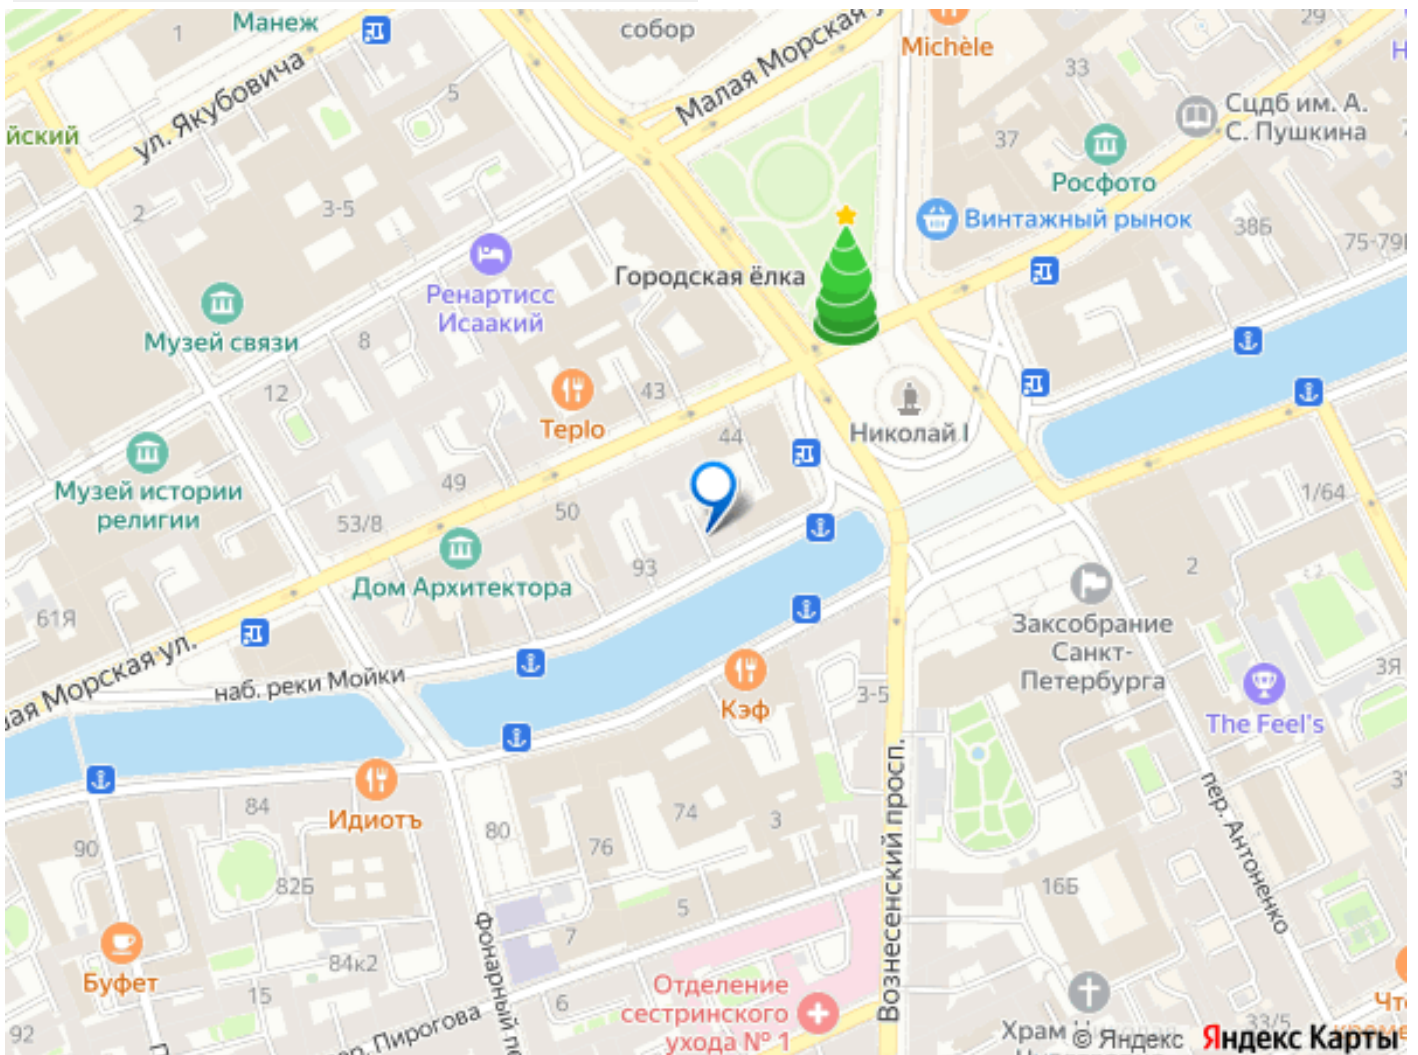 Манеж
1
собор
Michèle
29
Н
33
ул. Якубовича
5
Малая Морская у
Сцдб им. А.
С. Пушкина
йский
37
Росфото
2
3-5
Винтажный рынок
38Б
75-79
Ренартисс
Исаакий
Городская ёлка
Музей связи
8
12
43
Teplo
44
Николай I
Музей истории
религии
49
50
53/8
1/64
Дом Архитектора
93
2
61Я
Заксобрание
Санкт-
Петербурга
3Я
ая Морская ул.
наб. реки Мойки
Кэф
3-5
The Feel's
84
Идиотъ
80
74
3
76
90
82Б
Вознесенский просп.
пер. Антоненко
16Б
5
7
Фонарный пе
Буфет
84к2
15
6
Отделение
сестринского
ухода № 1
92
ер. Пирогова
Храм
33/5
Чт
© Яндекс
Яндекс Карты